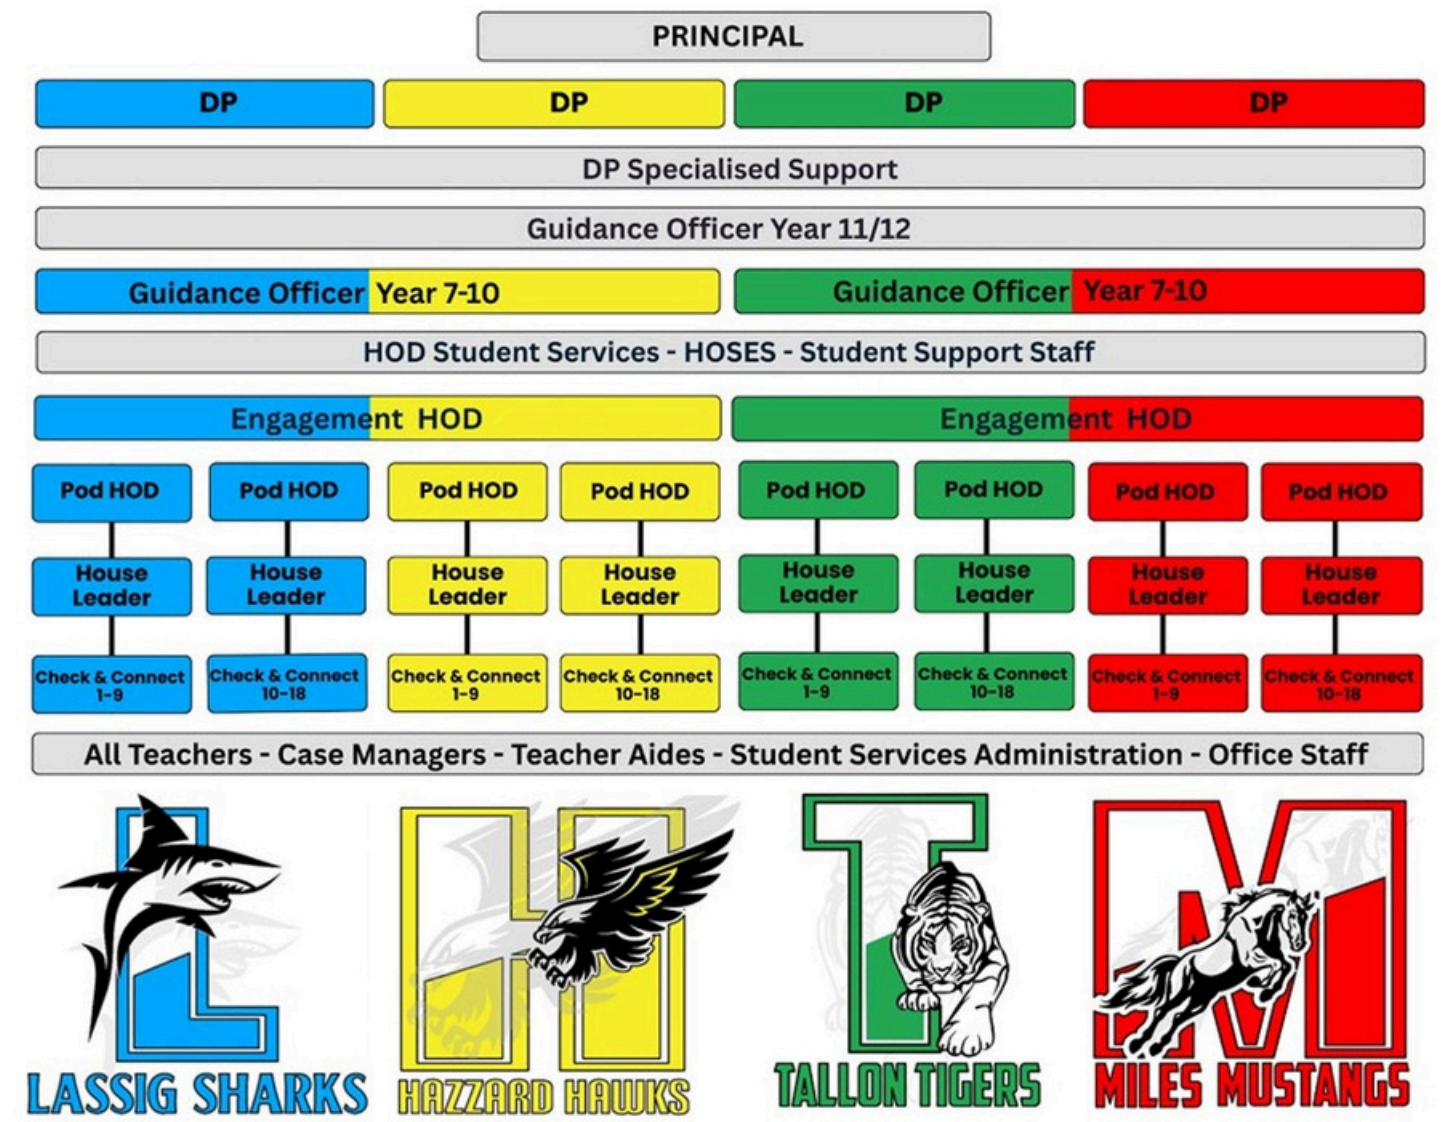 PRINCIPAL
DP
DP
DP
DP
DP Specialised Support
Guidance Officer Year 11/12
Guidance Officer Year 7-10
Guidance Officer Year 7-10
HOD Student Services - HOSES - Student Support Staff
Engagement HOD
Engagement HOD
Pod HOD
Pod HOD
Pod HOD
Pod HOD
Pod HOD
Pod HOD
Pod HOD
Pod HOD
House
Leader
House
Leader
House
Leader
House
Leader
House
Leader
House
Leader
House
Leader
House
Leader
Check & Connect
1-9
Check & Connect
10-18
Check & Connect
1-9
Check & Connect
10-18
Check & Connect
1-9
Check & Connect
10-18
Check & Connect
1-9
Check & Connect
10-18
All Teachers - Case Managers - Teacher Aides - Student Services Administration - Office Staff
L
H
T
M
LASSIG SHARKS
HAZZARD HAWKS
TALLON TIGERS
MILES MUSTANGS